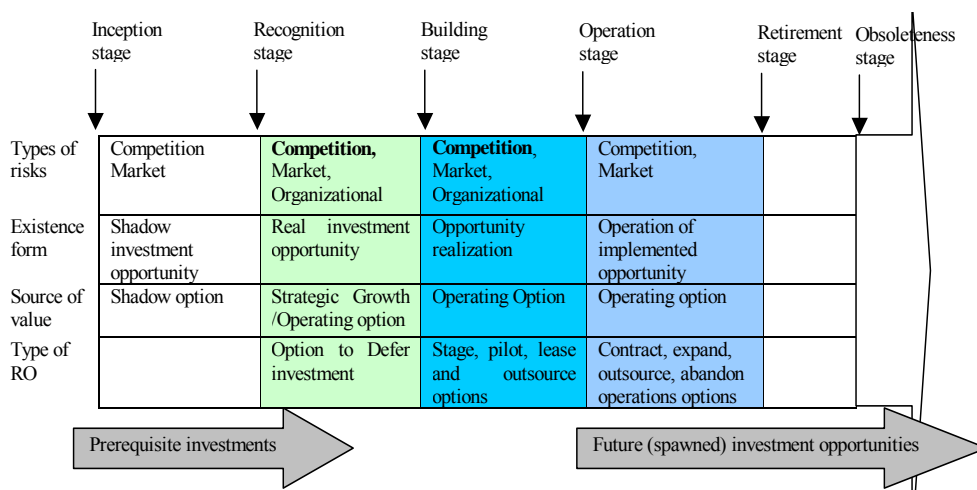 Inception stage
Recognition stage
Building stage
Operation stage
Retirement stage
Obsoleteness stage
Types of risks
Competition
Market
Competition,
Market,
Organizational
Competition,
Market,
Organizational
Competition,
Market
Existence form
Shadow
investment
opportunity
Real investment
opportunity
Opportunity
realization
Operation of
implemented
opportunity
Source of value
Shadow option
Strategic Growth
/Operating option
Operating Option
Operating option
Type of RO
Option to Defer
investment
Stage, pilot, lease
and outsource
options
Contract, expand,
outsource, abandon
operations options
Prerequisite investments
Future (spawned) investment opportunities